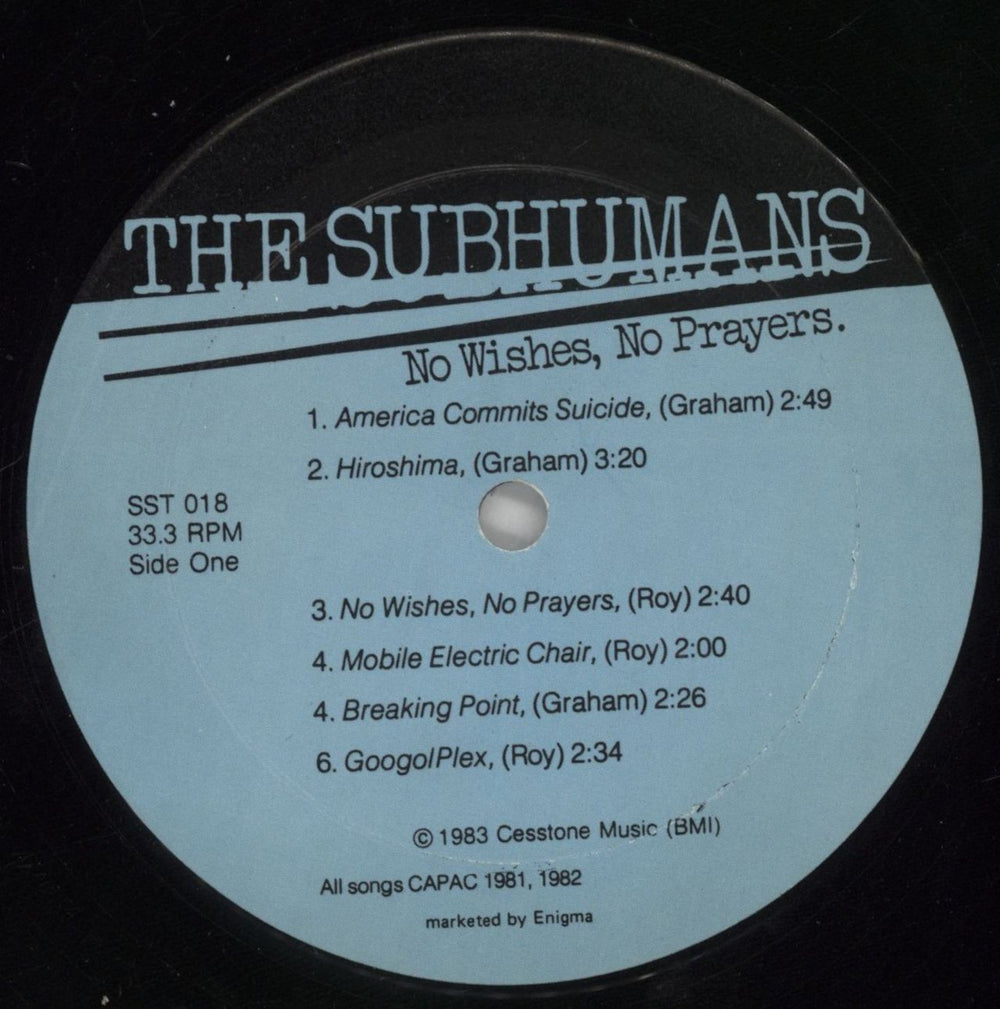 THE SUBHUMANS
No Wishes, No Prayers.
1. America Commits Suicide, (Graham) 2:49
2. Hiroshima, (Graham) 3:20
SST 018
33.3 RPM
Side One
3. No Wishes, No Prayers, (Roy) 2:40
4. Mobile Electric Chair, (Roy) 2:00
4. Breaking Point, (Graham) 2:26
6. GoogolPlex, (Roy) 2:34
© 1983 Cesstone Music (BMI)
All songs CAPAC 1981, 1982
marketed by Enigma